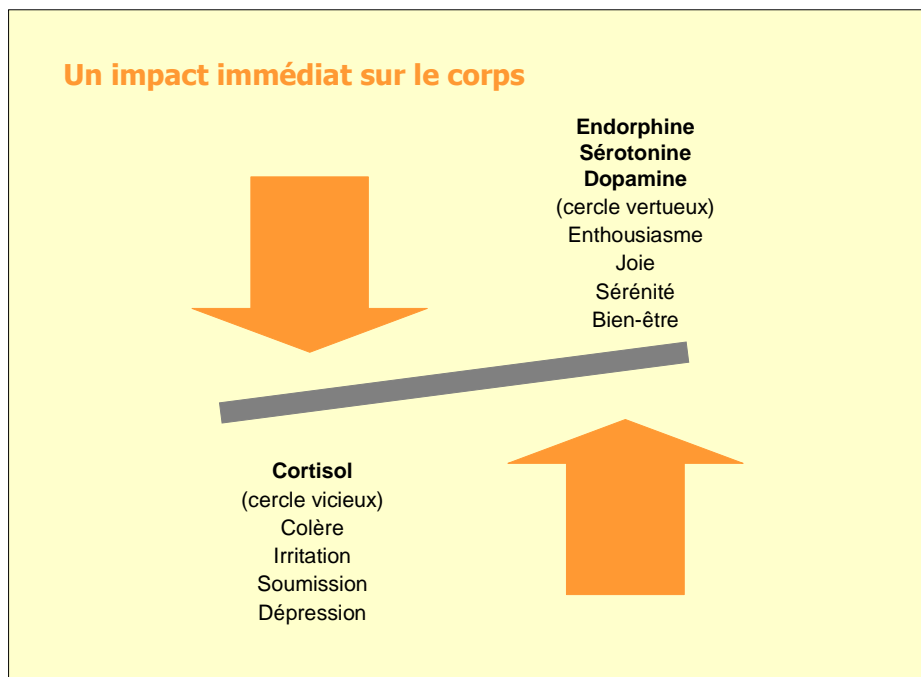 Un impact immédiat sur le corps
Endorphine
Sérotonine
Dopamine
(cercle vertueux)
Enthousiasme
Joie
Sérénité
Bien-être
Cortisol
(cercle vicieux)
Colère
Irritation
Soumission
Dépression